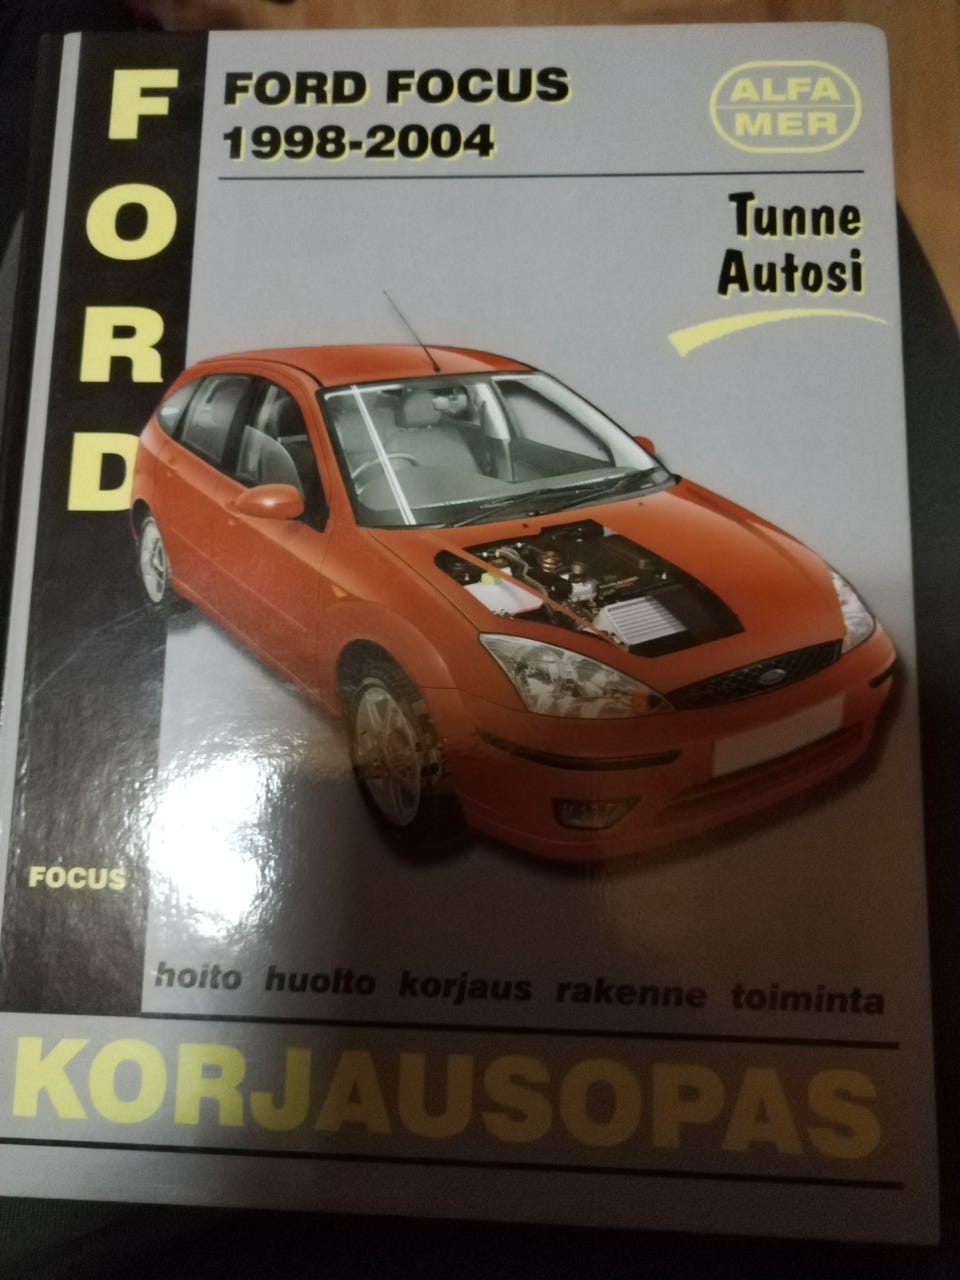 FORD
FORD FOCUS
1998-2004
ALFA
MER
Tunne
Autosi
FOCUS
hoito huolto korjaus rakenne toiminta
KORJAUSOPAS